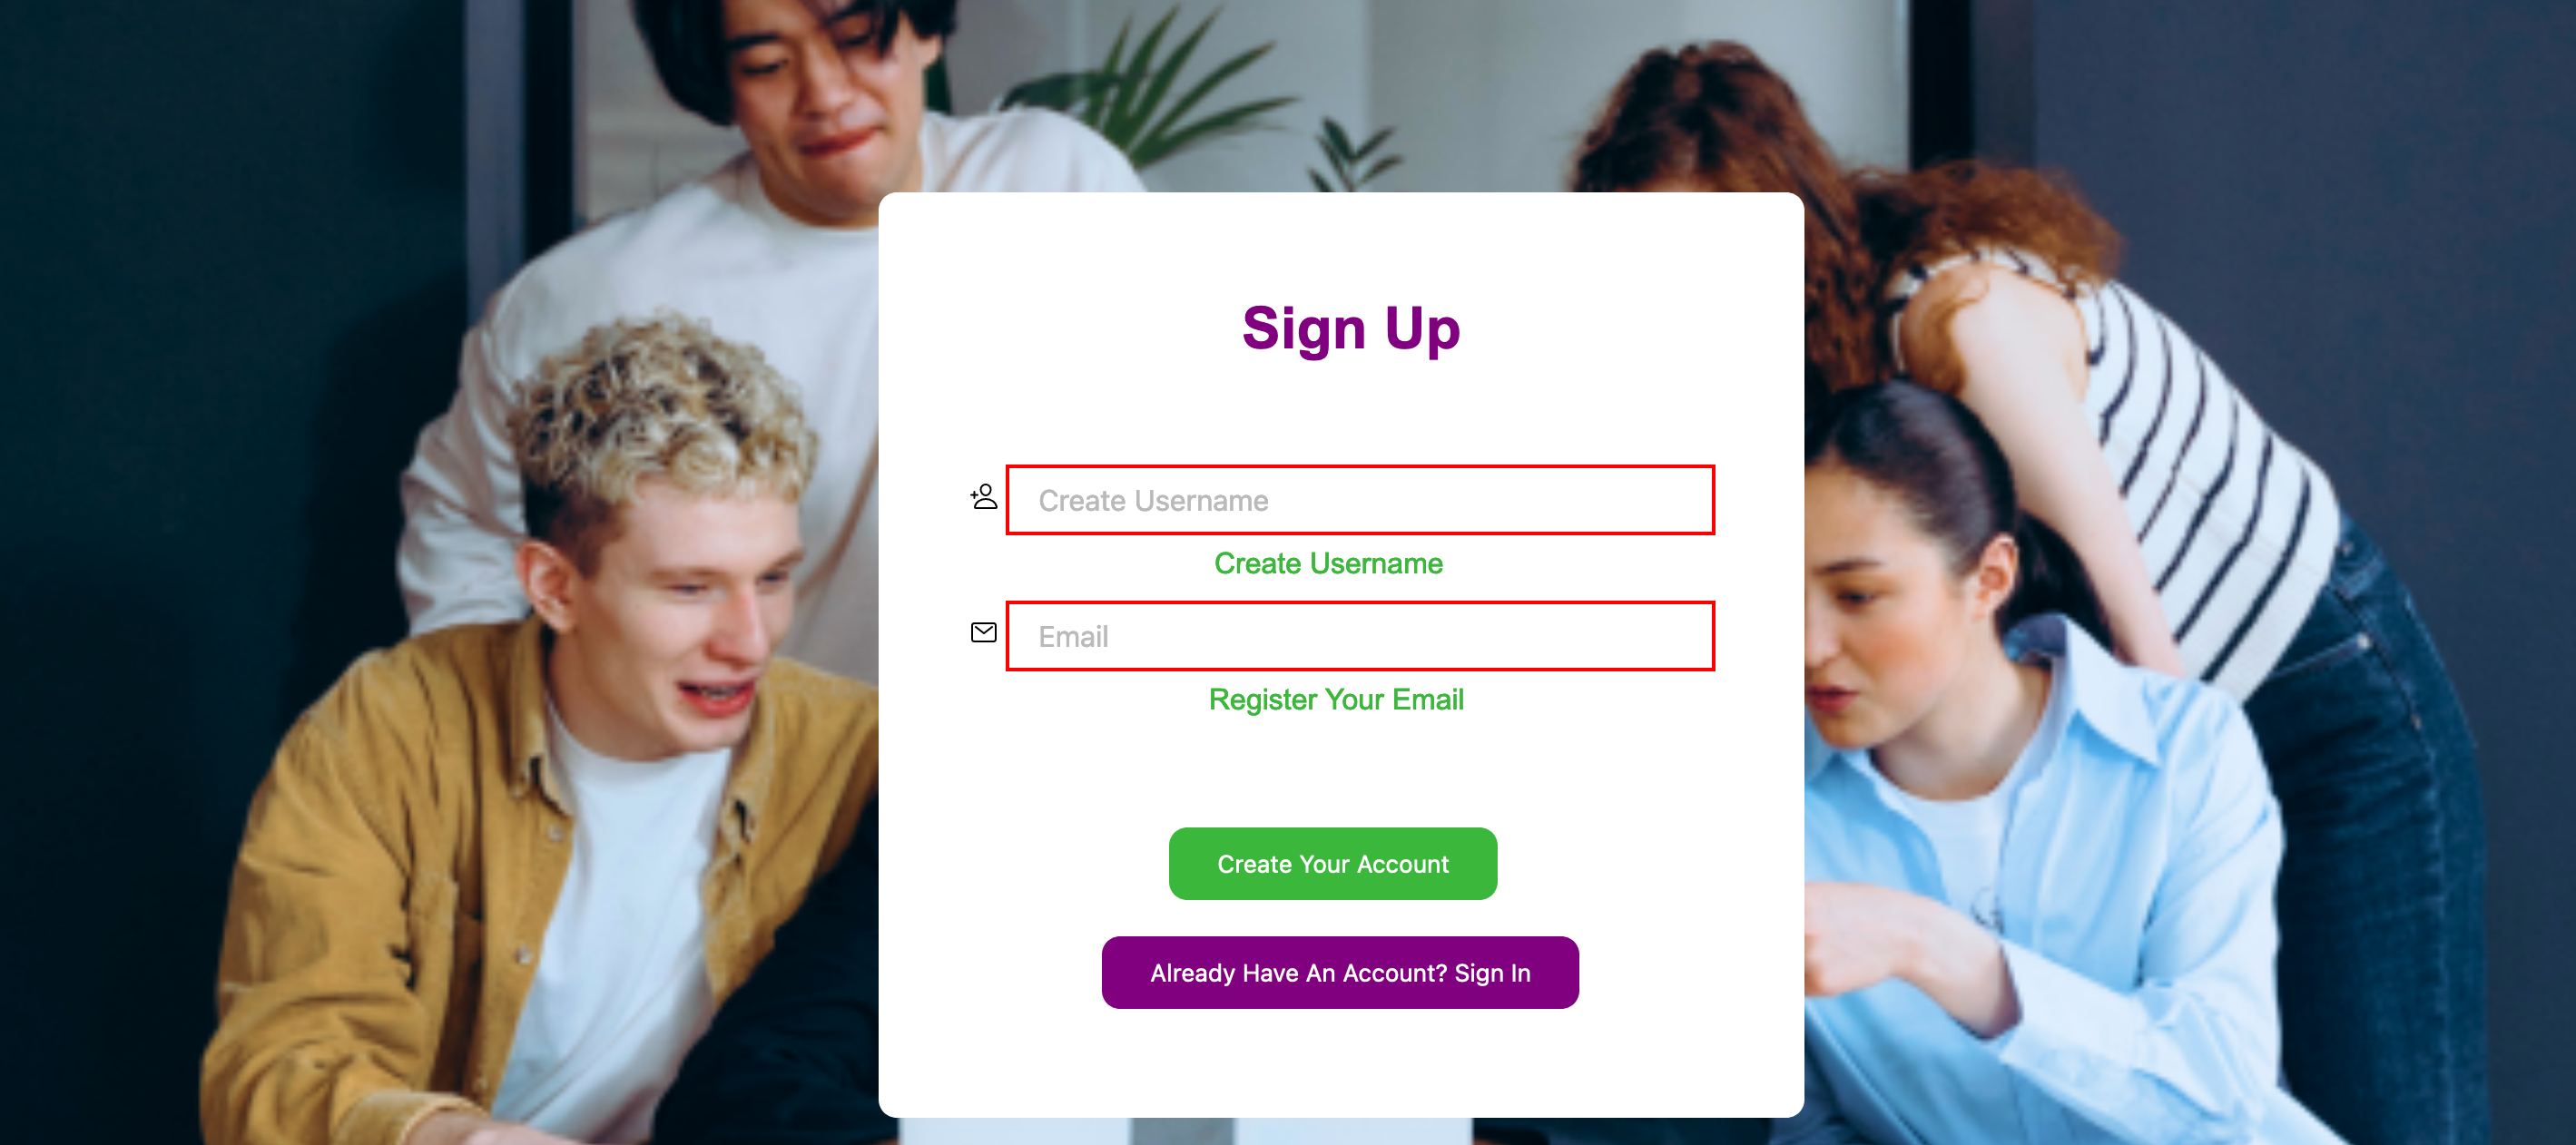 Sign Up
Create Username
Create Username
Email
Register Your Email
Create Your Account
Already Have An Account? Sign In